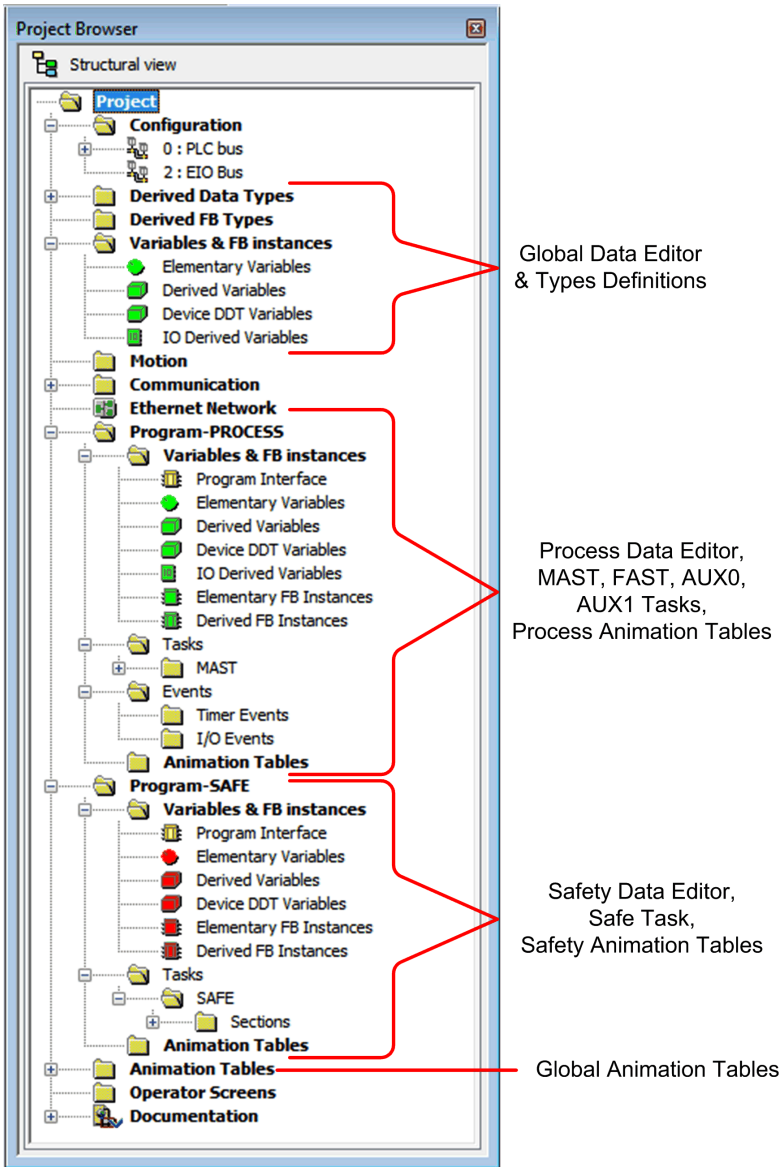 Project Browser
Structural view
Project
Configuration
0 : PLC bus
2 : EIO Bus
Derived Data Types
Derived FB Types
Variables & FB instances
Elementary Variables
Derived Variables
Device DDT Variables
IO Derived Variables
Global Data Editor
& Types Definitions
Motion
Communication
Ethernet Network
Program-PROCESS
Variables & FB instances
Program Interface
Elementary Variables
Derived Variables
Device DDT Variables
IO Derived Variables
Elementary FB Instances
Derived FB Instances
Tasks
MAST
Events
Timer Events
I/O Events
Animation Tables
Process Data Editor,
MAST, FAST, AUX0,
AUX1 Tasks,
Process Animation Tables
Program-SAFE
Variables & FB instances
Program Interface
Elementary Variables
Derived Variables
Device DDT Variables
Elementary FB Instances
Derived FB Instances
Tasks
SAFE
Sections
Animation Tables
Safety Data Editor,
Safe Task,
Safety Animation Tables
Animation Tables
Global Animation Tables
Operator Screens
Documentation